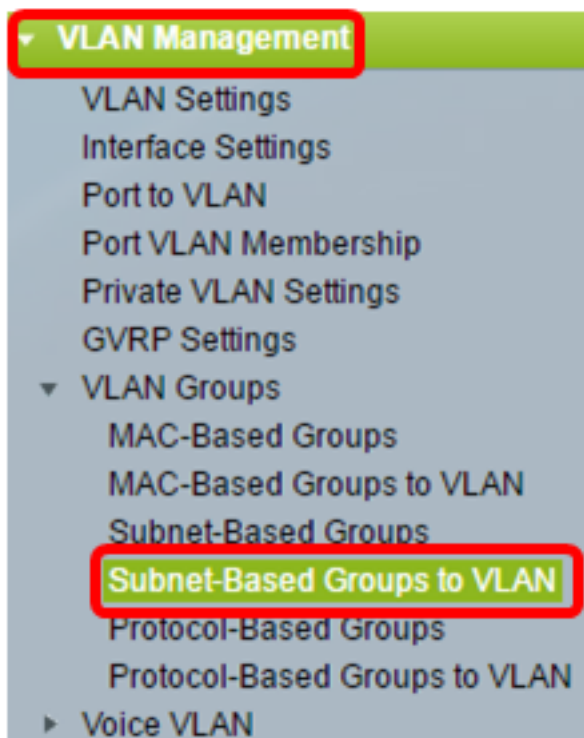 VLAN Management
VLAN Settings
Interface Settings
Port to VLAN
Port VLAN Membership
Private VLAN Settings
GVRP Settings
VLAN Groups
MAC-Based Groups
MAC-Based Groups to VLAN
Subnet-Based Groups
Subnet-Based Groups to VLAN
Protocol-Based Groups
Protocol-Based Groups to VLAN
Voice VLAN